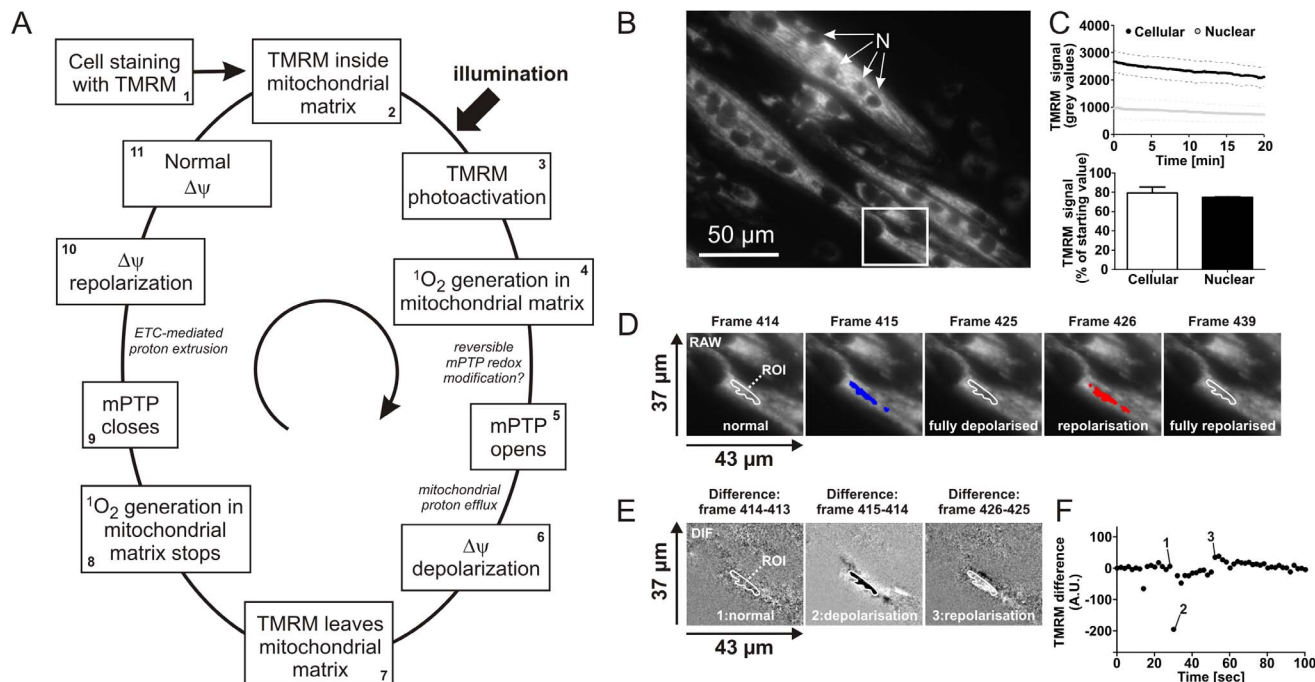 A
Cell staining
with TMRM
1
TMRM inside
mitochondrial
matrix
2
illumination
TMRM
photoactivation
3
¹O₂ generation in
mitochondrial matrix
4
reversible
mPTP redox
modification?
mPTP
opens
5
mitochondrial
proton efflux
Δψ
depolarization
6
TMRM leaves
mitochondrial
matrix
7
¹O₂ generation in
mitochondrial
matrix stops
8
mPTP
closes
9
ETC-mediated
proton extrusion
10
Δψ
repolarization
11
Normal
Δψ
B
N
50 µm
C
Cellular Nuclear
TMRM signal
(grey values)
4000
3000
2000
1000
0
0 5 10 15 20
Time [min]
TMRM signal
(% of starting value)
100
80
60
40
20
0
Cellular Nuclear
D
Frame 414 Frame 415 Frame 425 Frame 426 Frame 439
RAW
ROI
37 µm
normal fully depolarised repolarisation fully repolarised
43 µm
E
Difference: Difference: Difference:
frame 414-413 frame 415-414 frame 426-425
DIF
ROI
37 µm
1:normal 2:depolarisation 3:repolarisation
43 µm
F
TMRM difference
(A.U.)
100
0
-100
-200
1
3
2
0 20 40 60 80 100
Time [sec]